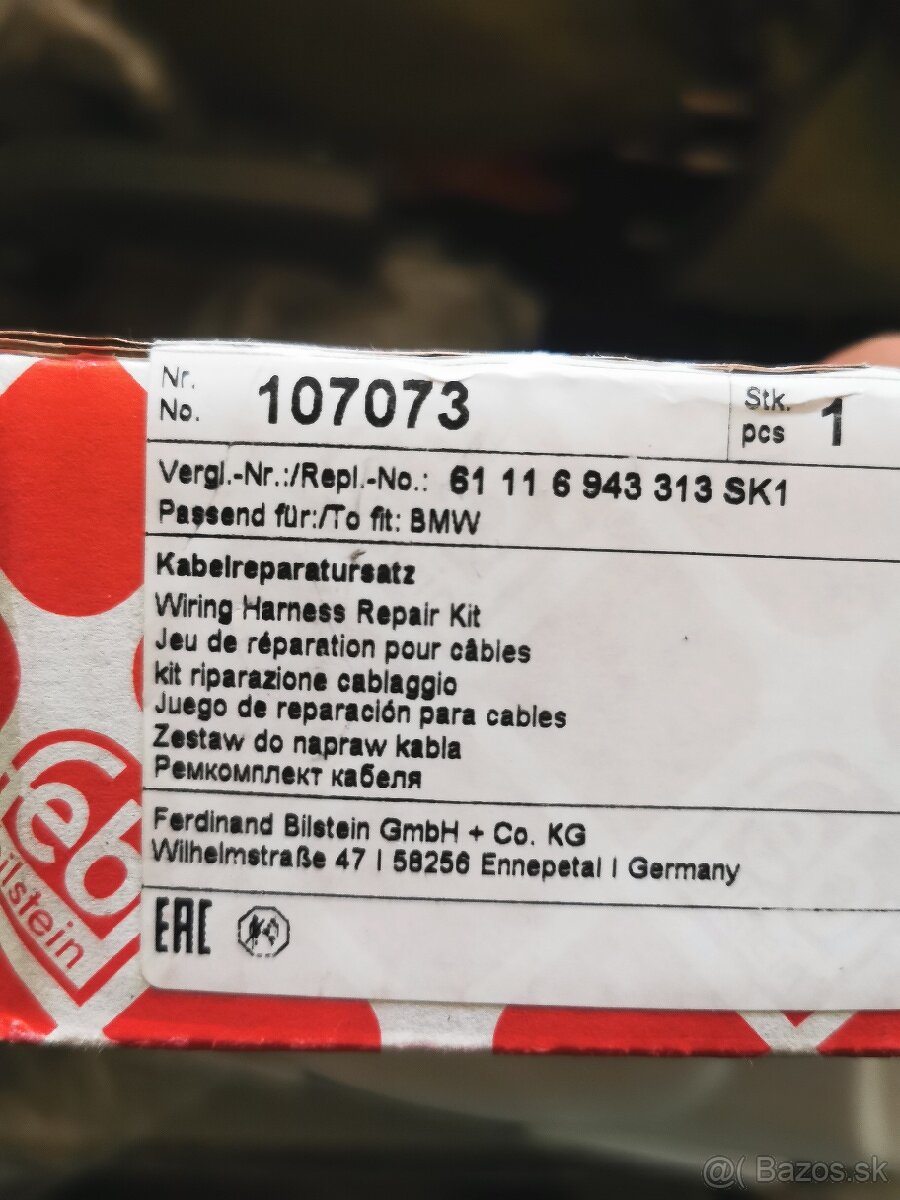 Nr.
No.
107073
Stk.
pcs
1
Vergl.-Nr.:/Repl.-No.: 61 11 6 943 313 SK1
Passend für:/To fit: BMW
Kabelreparatursatz
Wiring Harness Repair Kit
Jeu de réparation pour câbles
kit riparazione cablaggio
Juego de reparación para cables
Zestaw do napraw kabla
Ремкомплект кабеля
Ferdinand Bilstein GmbH + Co. KG
Wilhelmstraße 47 | 58256 Ennepetal | Germany
EAC
feb
bilstein
@( Bazos.sk